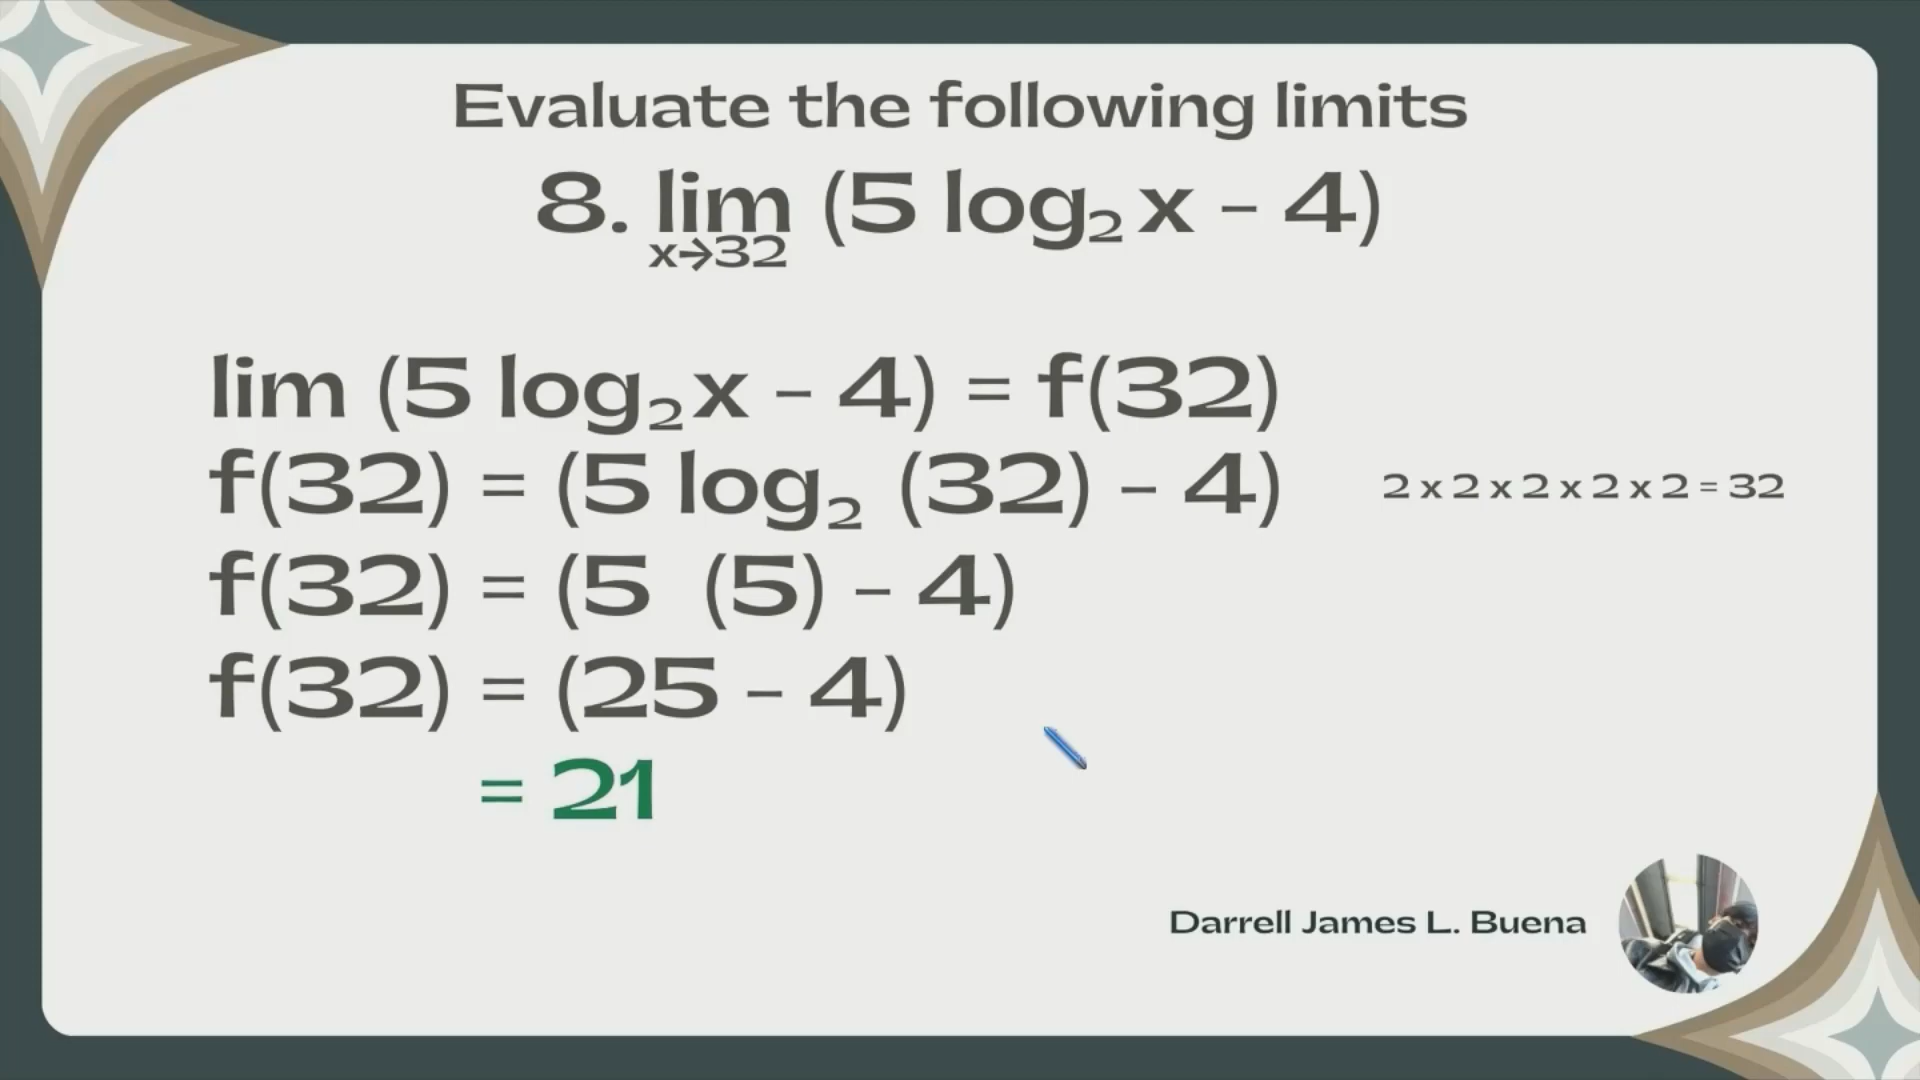 Evaluate the following limits
8. lim (5 log₂ x – 4)
x→32
lim (5 log₂ x – 4) = f(32)
f(32) = (5 log₂ (32) – 4)
2 x 2 x 2 x 2 x 2 = 32
f(32) = (5 (5) – 4)
f(32) = (25 – 4)
= 21
Darrell James L. Buena